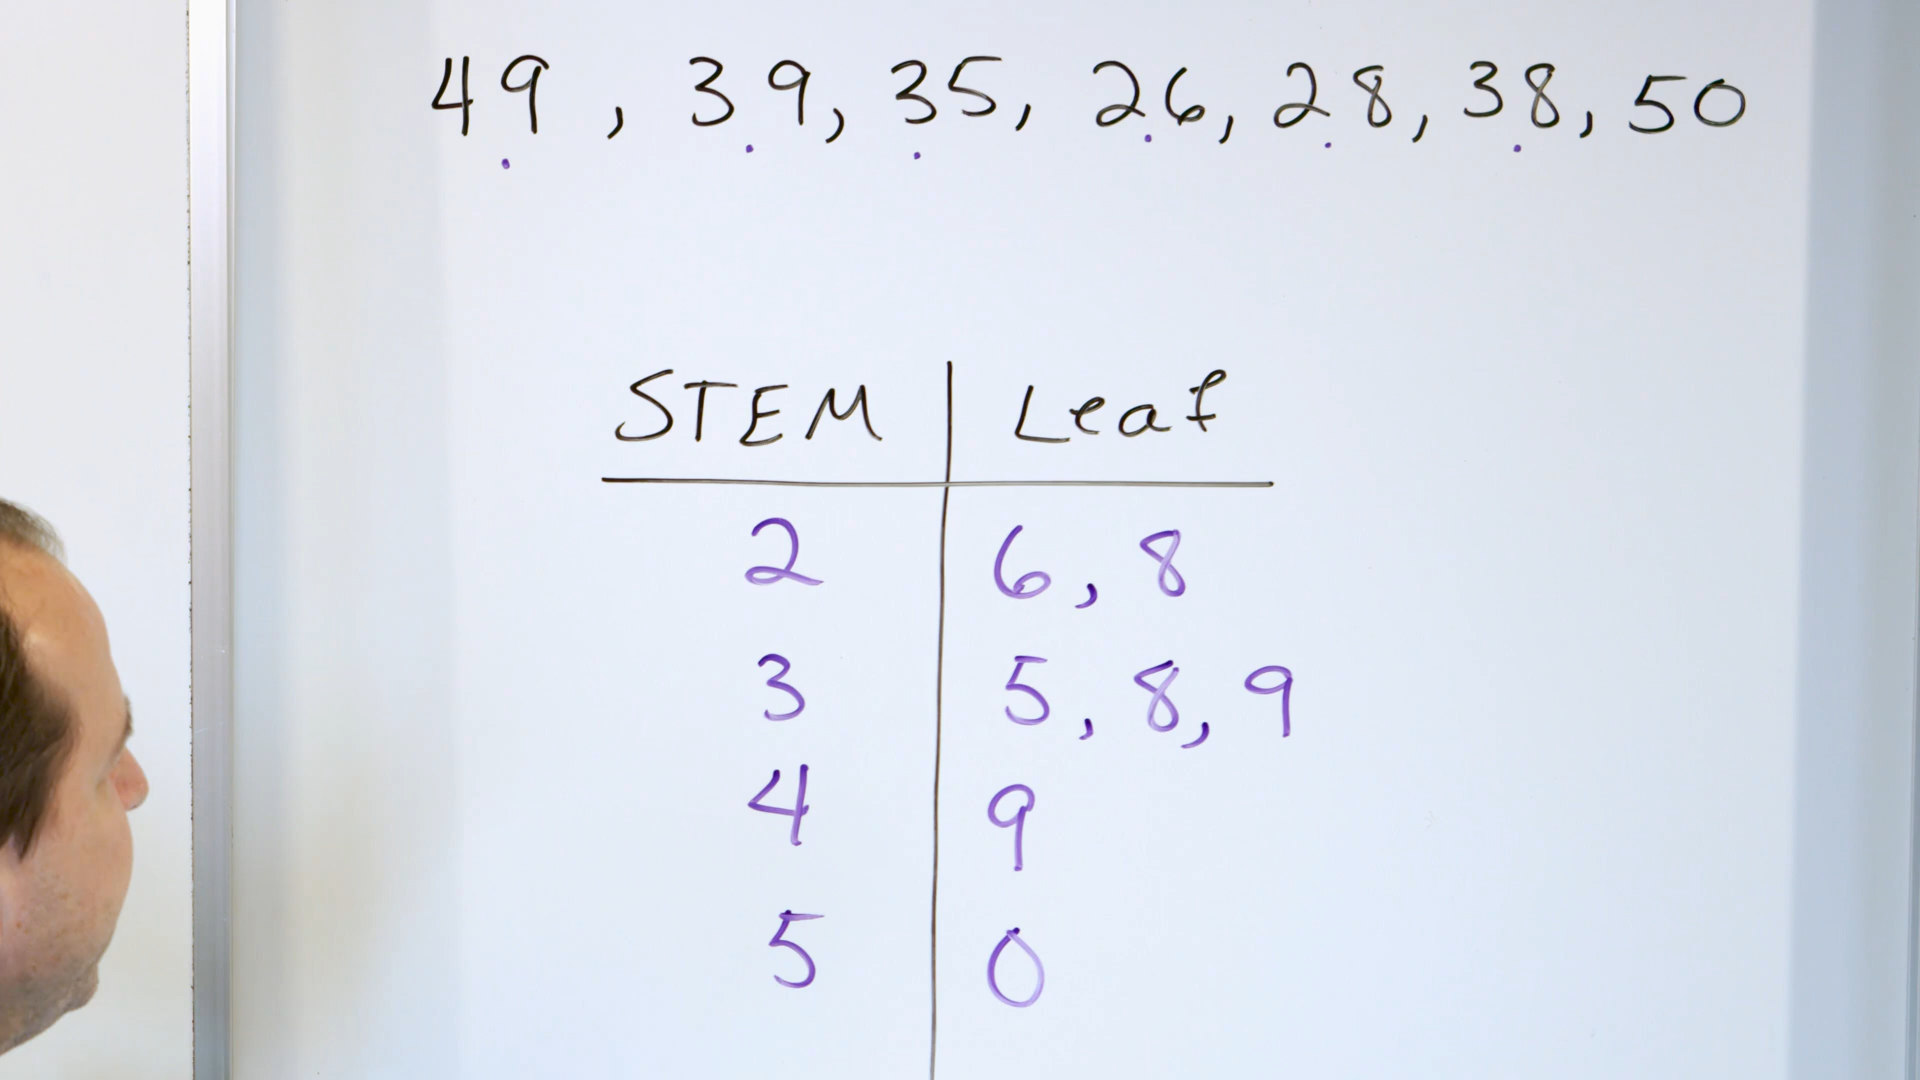 49, 39, 35, 26, 28, 38, 50
STEM | Leaf
2 | 6, 8
3 | 5, 8, 9
4 | 9
5 | 0